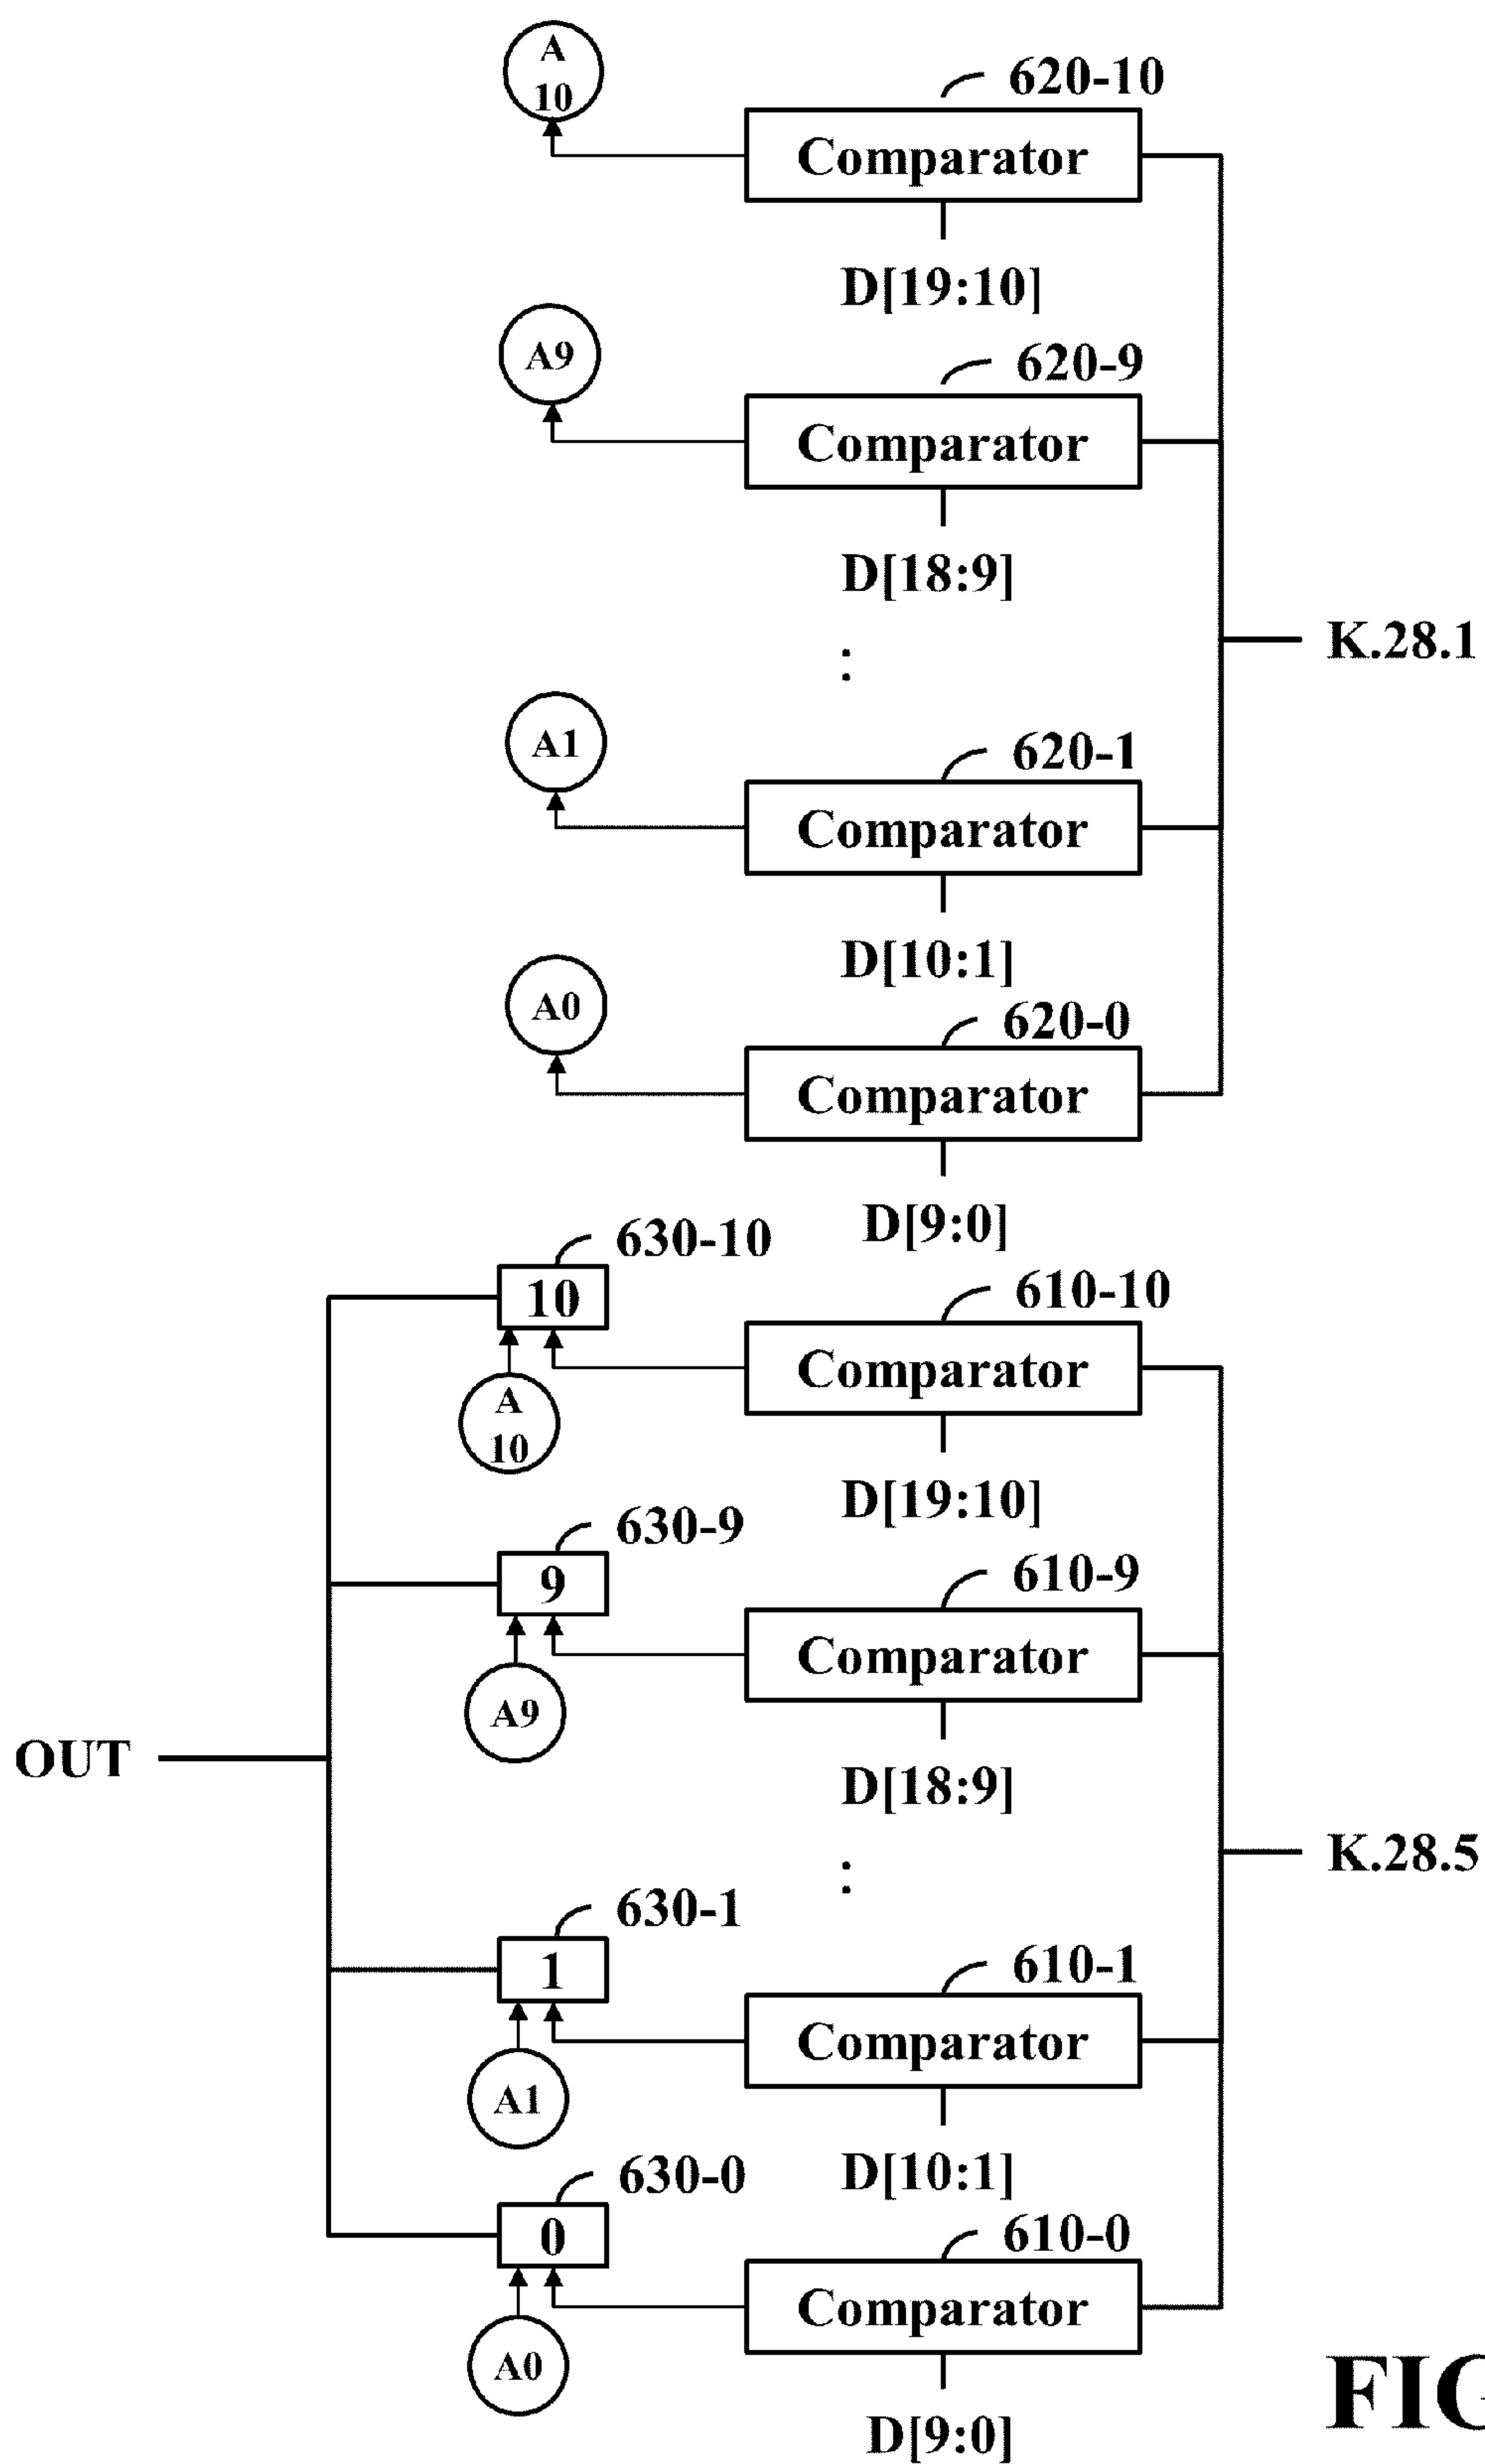 A
10
620-10
Comparator
D[19:10]
A9
620-9
Comparator
D[18:9]
:
K.28.1
A1
620-1
Comparator
D[10:1]
A0
620-0
Comparator
D[9:0]
630-10
10
610-10
Comparator
A
10
D[19:10]
630-9
9
610-9
Comparator
A9
D[18:9]
OUT
:
K.28.5
630-1
1
610-1
Comparator
A1
D[10:1]
630-0
0
610-0
Comparator
A0
D[9:0]